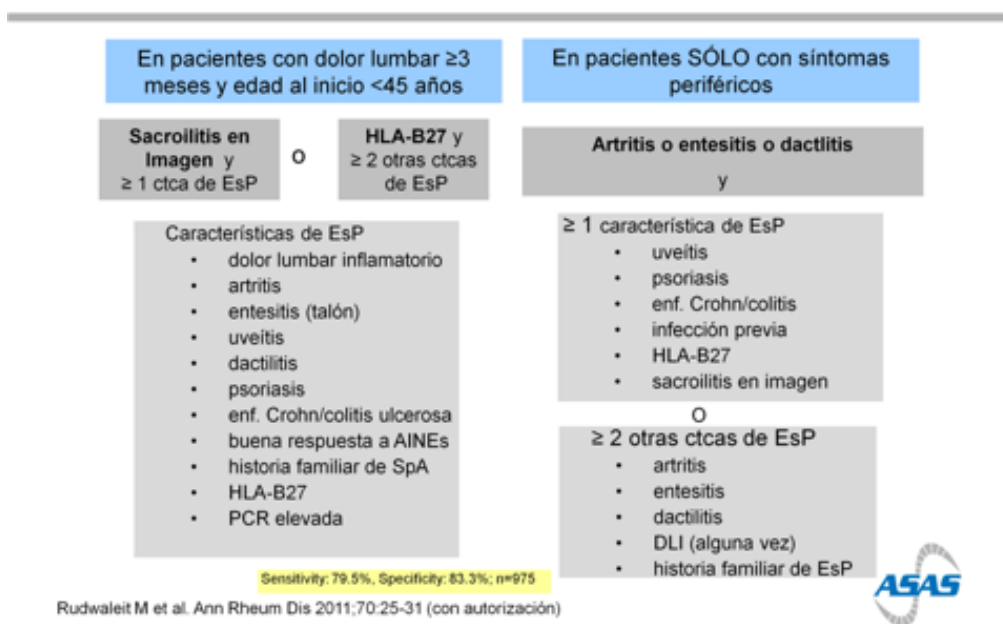 En pacientes con dolor lumbar ≥3
meses y edad al inicio <45 años
Sacroilitis en
Imagen y
≥ 1 ctca de EsP
O
HLA-B27 y
≥ 2 otras ctcas
de EsP
Características de EsP
• dolor lumbar inflamatorio
• artritis
• entesitis (talón)
• uveítis
• dactilitis
• psoriasis
• enf. Crohn/colitis ulcerosa
• buena respuesta a AINEs
• historia familiar de SpA
• HLA-B27
• PCR elevada
En pacientes SÓLO con síntomas
periféricos
Artritis o entesitis o dactlitis
y
≥ 1 característica de EsP
• uveítis
• psoriasis
• enf. Crohn/colitis
• infección previa
• HLA-B27
• sacroilitis en imagen
O
≥ 2 otras ctcas de EsP
• artritis
• entesitis
• dactilitis
• DLI (alguna vez)
• historia familiar de EsP
Sensitivity: 79.5%, Specificity: 83.3%; n=975
Rudwaleit M et al. Ann Rheum Dis 2011;70:25-31 (con autorización)
ASAS